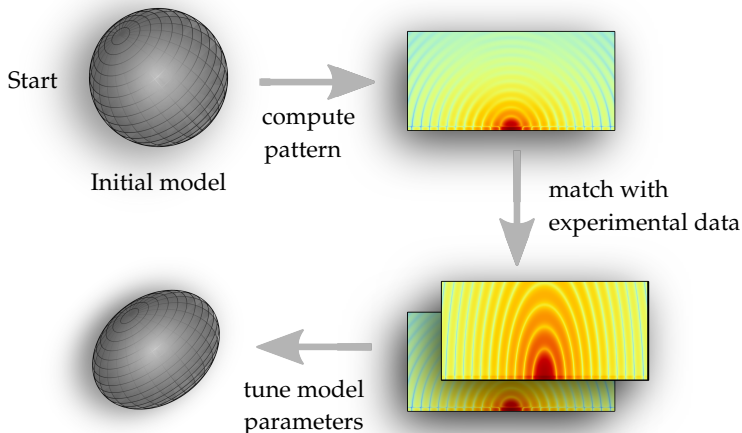 Start
Initial model
compute
pattern
match with
experimental data
tune model
parameters